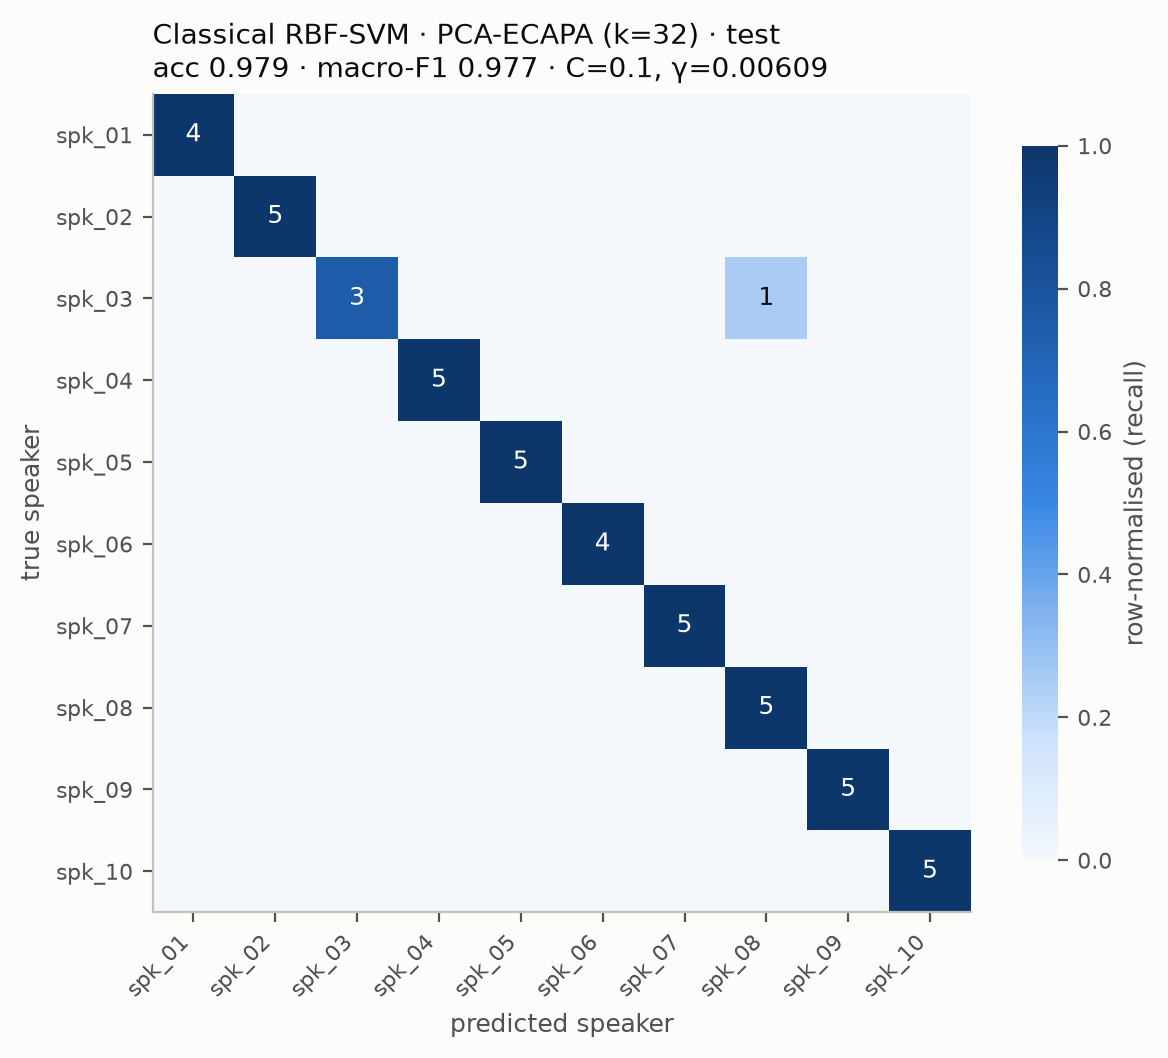 Classical RBF-SVM · PCA-ECAPA (k=32) · test
acc 0.979 · macro-F1 0.977 · C=0.1, γ=0.00609
true speaker
spk_01
4
spk_02
5
spk_03
3
1
spk_04
5
spk_05
5
spk_06
4
spk_07
5
spk_08
5
spk_09
5
spk_10
5
spk_01
spk_02
spk_03
spk_04
spk_05
spk_06
spk_07
spk_08
spk_09
spk_10
predicted speaker
1.0
0.8
0.6
0.4
0.2
0.0
row-normalised (recall)